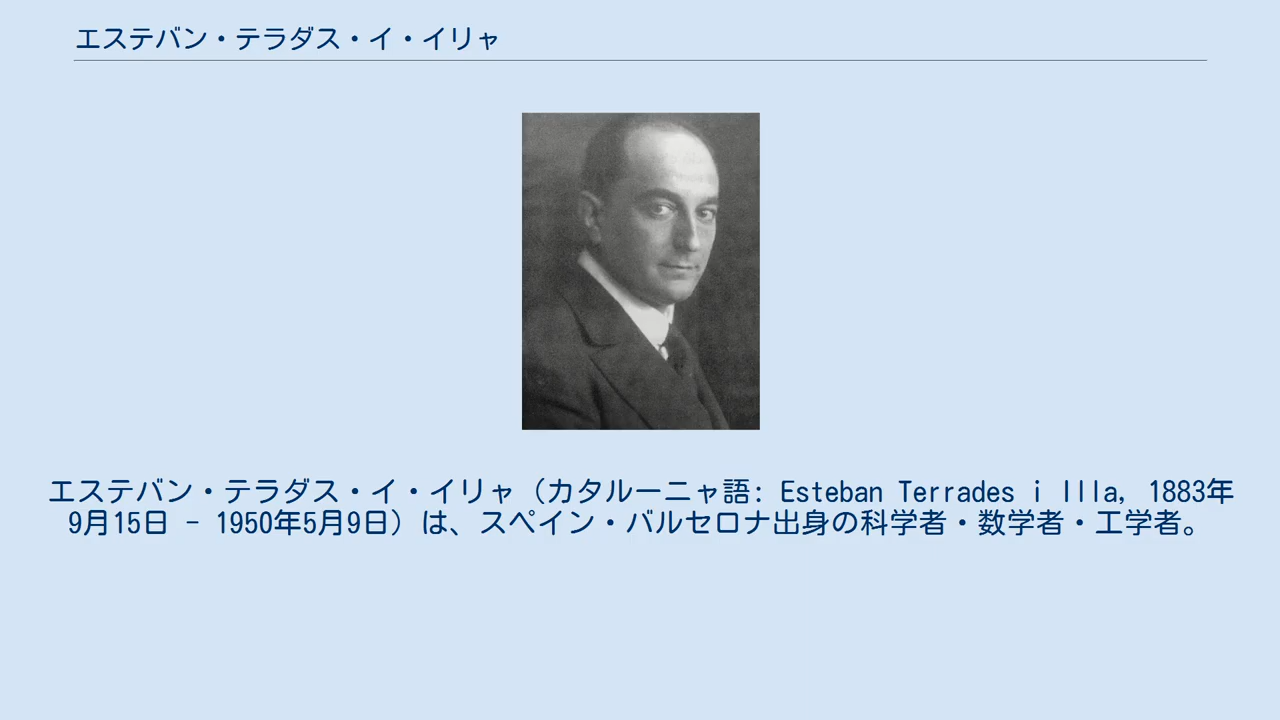 エステバン・テラダス・イ・イリャ
エステバン・テラダス・イ・イリャ（カタルーニャ語: Esteban Terrades i Illa, 1883年
9月15日 - 1950年5月9日）は、スペイン・バルセロナ出身の科学者・数学者・工学者。